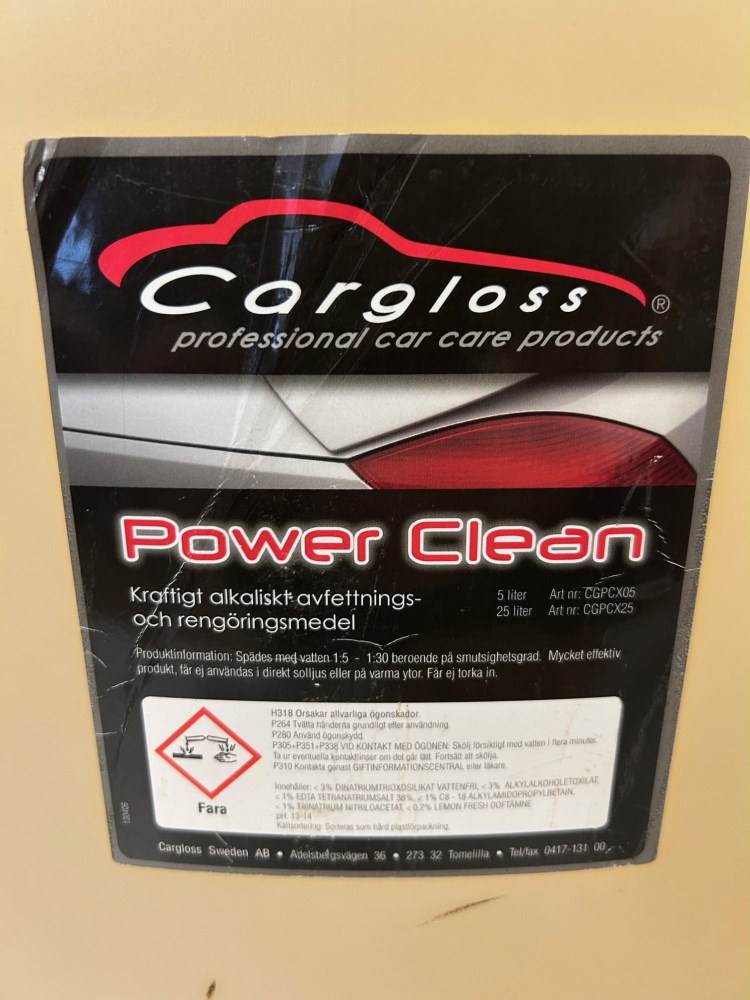 Cargloss ®
professional car care products
Power Clean
Kraftigt alkaliskt avfettnings-
och rengöringsmedel
5 liter Art nr: CGPCX05
25 liter Art nr: CGPCX25
Produktinformation: Spädes med vatten 1:5 - 1:30 beroende på smutsighetsgrad. Mycket effektiv
produkt, får ej användas i direkt solljus eller på varma ytor. Får ej torka in.
H318 Orsakar allvarliga ögonskador.
P264 Tvätta händerna grundligt efter användning.
P280 Använd ögonskydd.
P305+P351+P338 VID KONTAKT MED ÖGONEN: Skölj försiktigt med vatten i flera minuter.
Ta ur eventuella kontaktlinser om det går lätt. Fortsätt att skölja.
P310 Kontakta genast GIFTINFORMATIONSCENTRAL eller läkare.
Innehåller: < 3% DINATRIUMTRIOXOSILIKAT VATTENFRI, < 3% ALKYLALKOHOLETOXILAT,
< 1% EDTA TETRANATRIUMSALT 38%, < 1% C8 - 18 ALKYLAMIDOPROPYLBETAIN,
< 1% TRINATRIUM NITRILOACETAT, < 0,2% LEMON FRESH DOFTÄMNE
pH: 13-14
Källsortering: Sorteras som hård plastförpackning.
Fara
130405
Cargloss Sweden AB • Adelsbergsvägen 36 • 273 32 Tomelilla • Tel/fax 0417-131 00